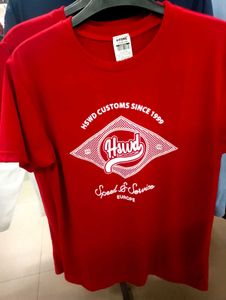 HSWD CUSTOMS SINCE 1999
Hswd
Speed & Service
EUROPE